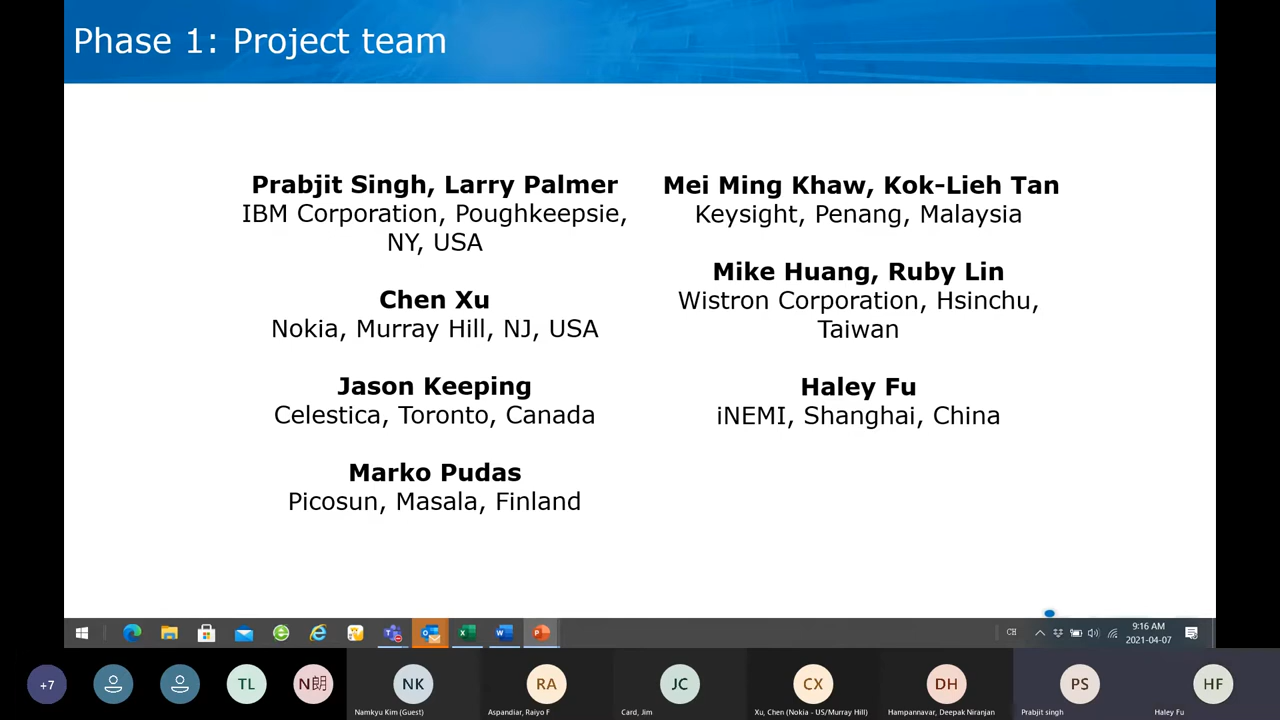 Phase 1: Project team
Prabjit Singh, Larry Palmer
IBM Corporation, Poughkeepsie,
NY, USA
Chen Xu
Nokia, Murray Hill, NJ, USA
Jason Keeping
Celestica, Toronto, Canada
Marko Pudas
Picosun, Masala, Finland
Mei Ming Khaw, Kok-Lieh Tan
Keysight, Penang, Malaysia
Mike Huang, Ruby Lin
Wistron Corporation, Hsinchu,
Taiwan
Haley Fu
iNEMI, Shanghai, China
CH
9:16 AM
2021-04-07
+7
TL
N朗
NK
RA
JC
CX
DH
PS
HF
Namkyu Kim (Guest)
Aspandiar, Raiyo F
Card, Jim
Xu, Chen (Nokia - US/Murray Hill)
Hampannavar, Deepak Niranjan
Prabjit singh
Haley Fu